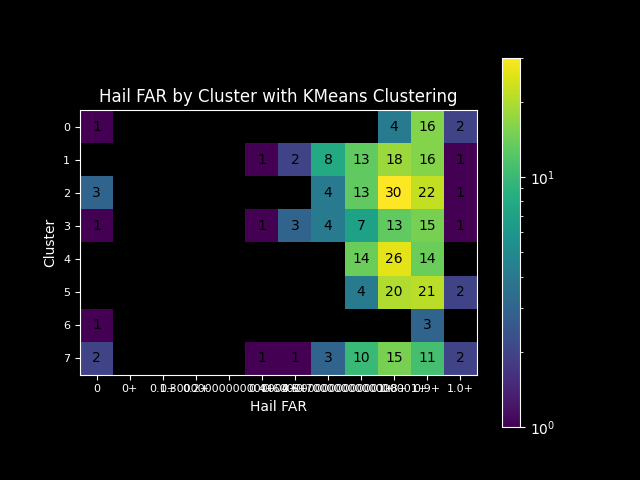 Hail FAR by Cluster with KMeans Clustering
10¹
10⁰
Cluster
0 1 4 16 2
1 1 2 8 13 18 16 1
2 3 4 13 30 22 1
3 1 1 3 4 7 13 15 1
4 14 26 14
5 4 20 21 2
6 1 3
7 2 1 1 3 10 15 11 2
0 0+ 0.9+ 1.0+
Hail FAR